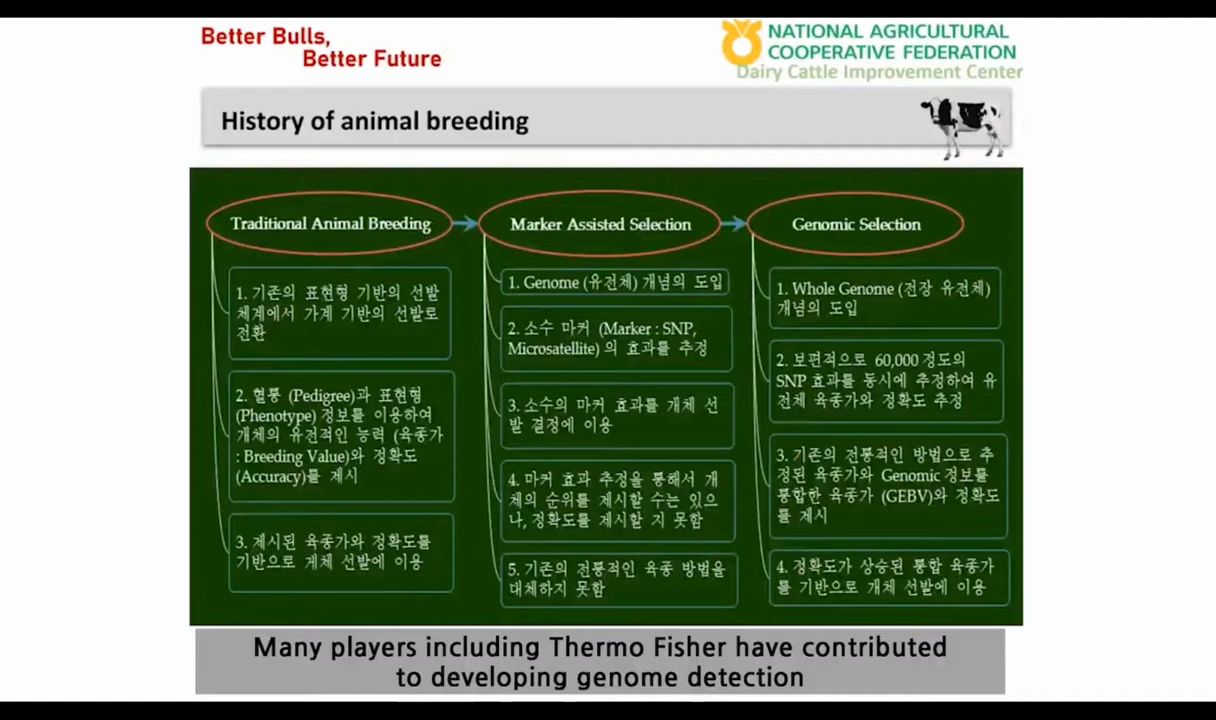 Better Bulls,
Better Future
NATIONAL AGRICULTURAL
COOPERATIVE FEDERATION
Dairy Cattle Improvement Center
History of animal breeding
Traditional Animal Breeding
1. 기존의 표현형 기반의 선발
체계에서 가계 기반의 선발로
전환
2. 혈통 (Pedigree)과 표현형
(Phenotype) 정보를 이용하여
개체의 유전적인 능력 (육종가
: Breeding Value)와 정확도
(Accuracy)를 제시
3. 제시된 육종가와 정확도를
기반으로 개체 선발에 이용
Marker Assisted Selection
1. Genome (유전체) 개념의 도입
2. 소수 마커 (Marker : SNP,
Microsatellite) 의 효과를 추정
3. 소수의 마커 효과를 개체 선
발 결정에 이용
4. 마커 효과 추정을 통해서 개
체의 순위를 제시할 수는 있으
나, 정확도를 제시할 지 못함
5. 기존의 전통적인 육종 방법을
대체하지 못함
Genomic Selection
1. Whole Genome (전장 유전체)
개념의 도입
2. 보편적으로 60,000 정도의
SNP 효과를 동시에 추정하여 유
전체 육종가와 정확도 추정
3. 기존의 전통적인 방법으로 추
정된 육종가와 Genomic 정보를
통합한 육종가 (GEBV)와 정확도
를 제시
4. 정확도가 상승된 통합 육종가
를 기반으로 개체 선발에 이용
Many players including Thermo Fisher have contributed
to developing genome detection